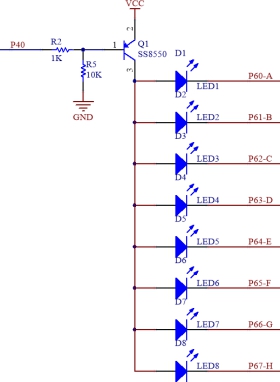 VCC
2
P40
R2
1K
R5
10K
GND
1
Q1
SS8550
3
D1
LED1
P60-A
D2
LED2
P61-B
D3
LED3
P62-C
D4
LED4
P63-D
D5
LED5
P64-E
D6
LED6
P65-F
D7
LED7
P66-G
D8
LED8
P67-H